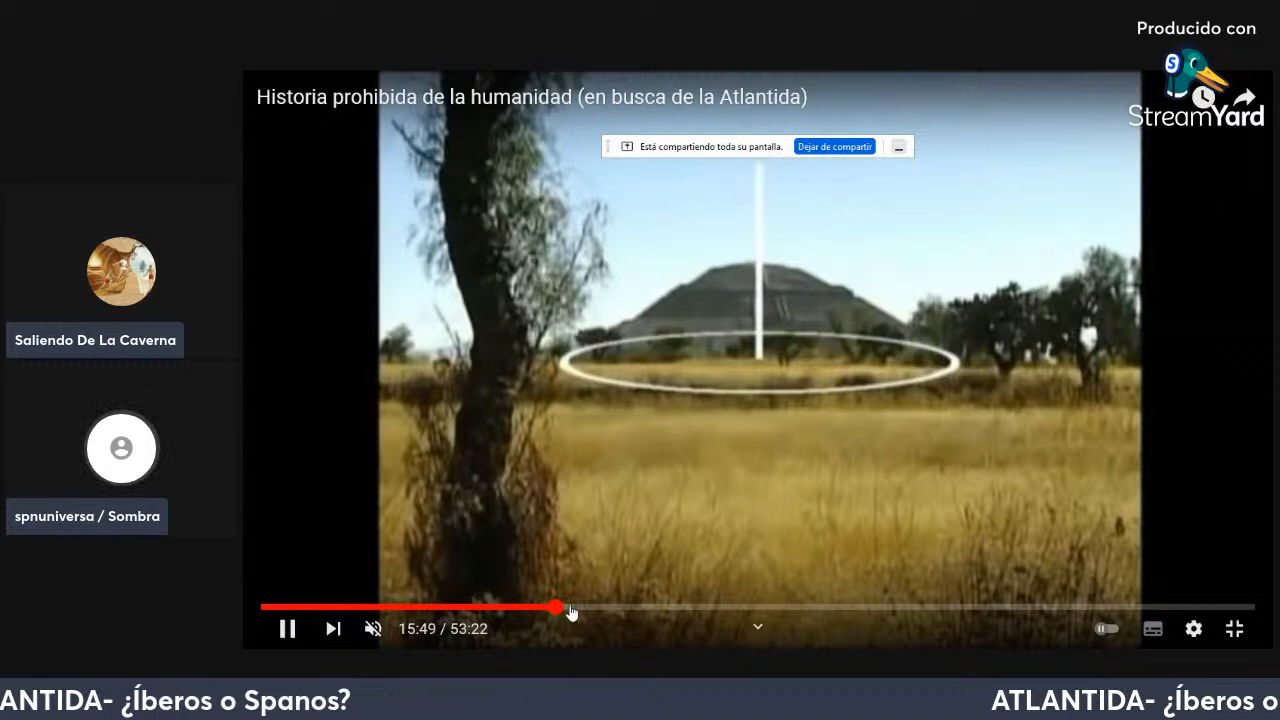 Producido con
StreamYard
Historia prohibida de la humanidad (en busca de la Atlantida)
Está compartiendo toda su pantalla. Dejar de compartir
Saliendo De La Caverna
spnuniversa / Sombra
15:49 / 53:22
ANTIDA- ¿Íberos o Spanos? ATLANTIDA- ¿Íberos o